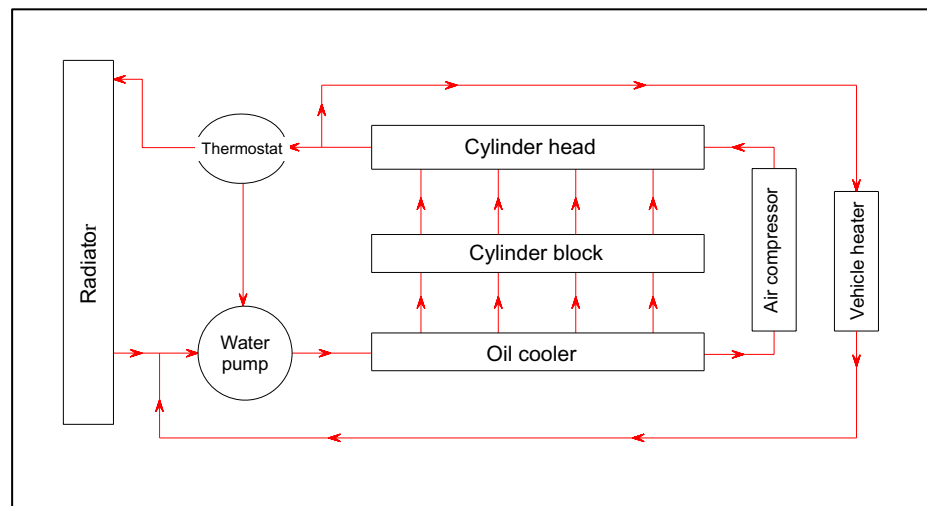 Radiator
Thermostat
Cylinder head
Cylinder block
Air compressor
Vehicle heater
Water
pump
Oil cooler